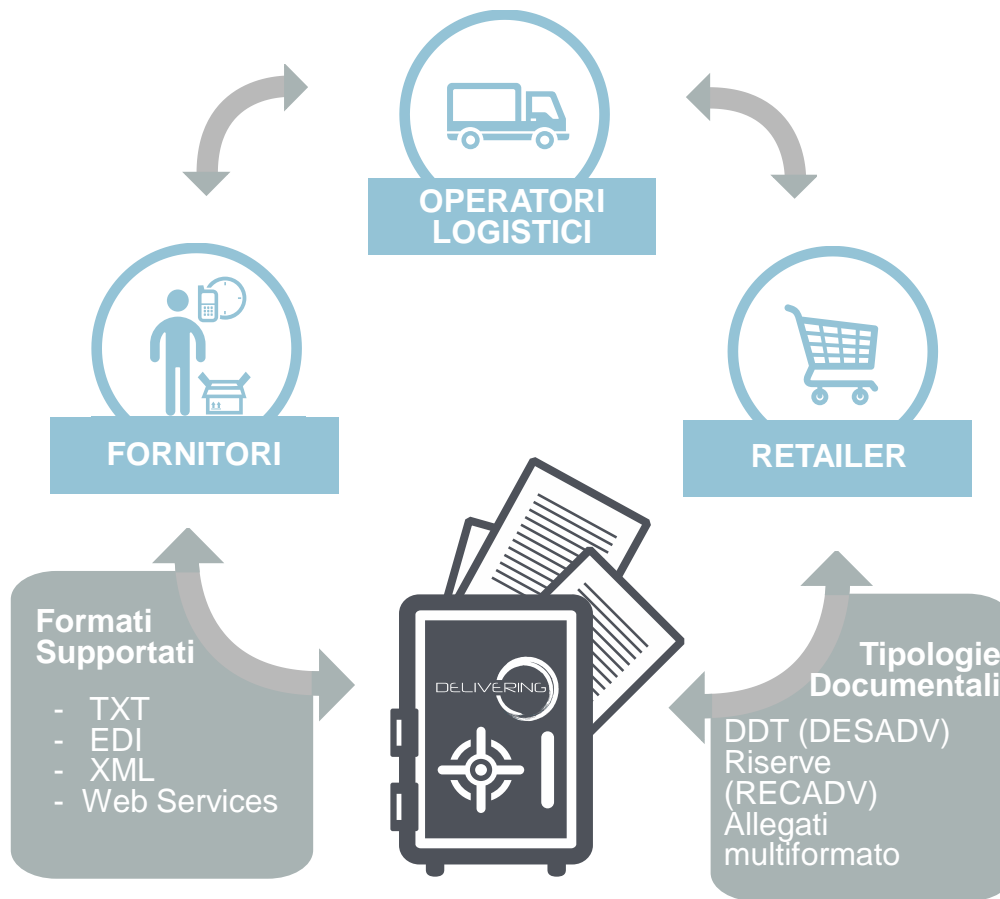 OPERATORI
LOGISTICI
FORNITORI
RETAILER
Formati
Supportati
- TXT
- EDI
- XML
- Web Services
DELIVERING
Tipologie
Documentali
DDT (DESADV)
Riserve
(RECADV)
Allegati
multiformato